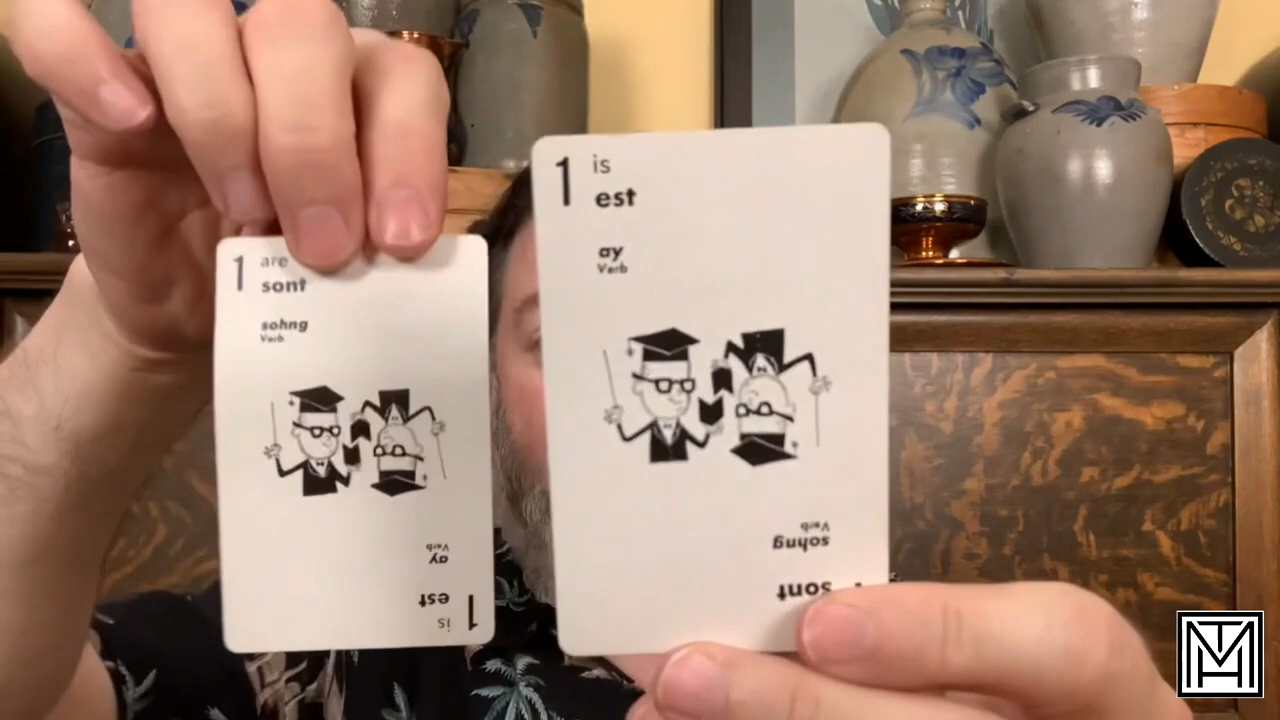 1 are
sont
sohng
Verb
ay
Verb
est
1 is
1 is
est
ay
Verb
sohng
Verb
sont